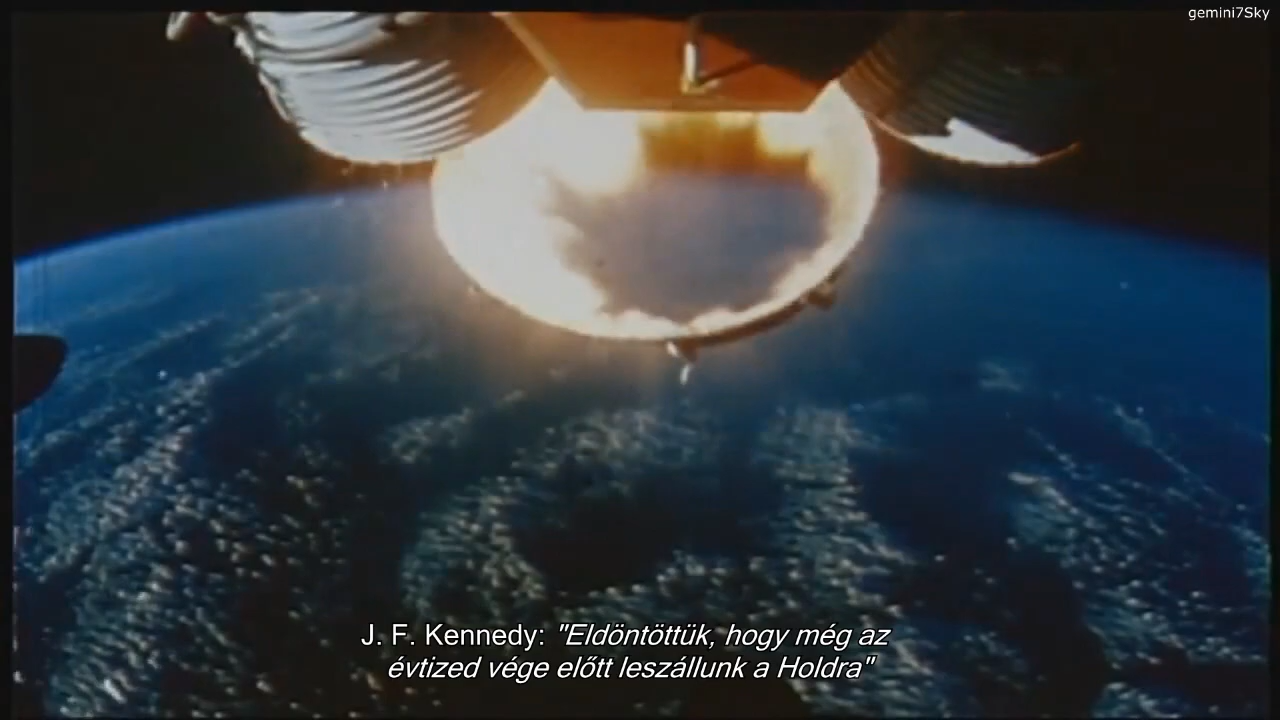 gemini7Sky
J. F. Kennedy: "Eldöntöttük, hogy még az
évtized vége előtt leszállunk a Holdra"